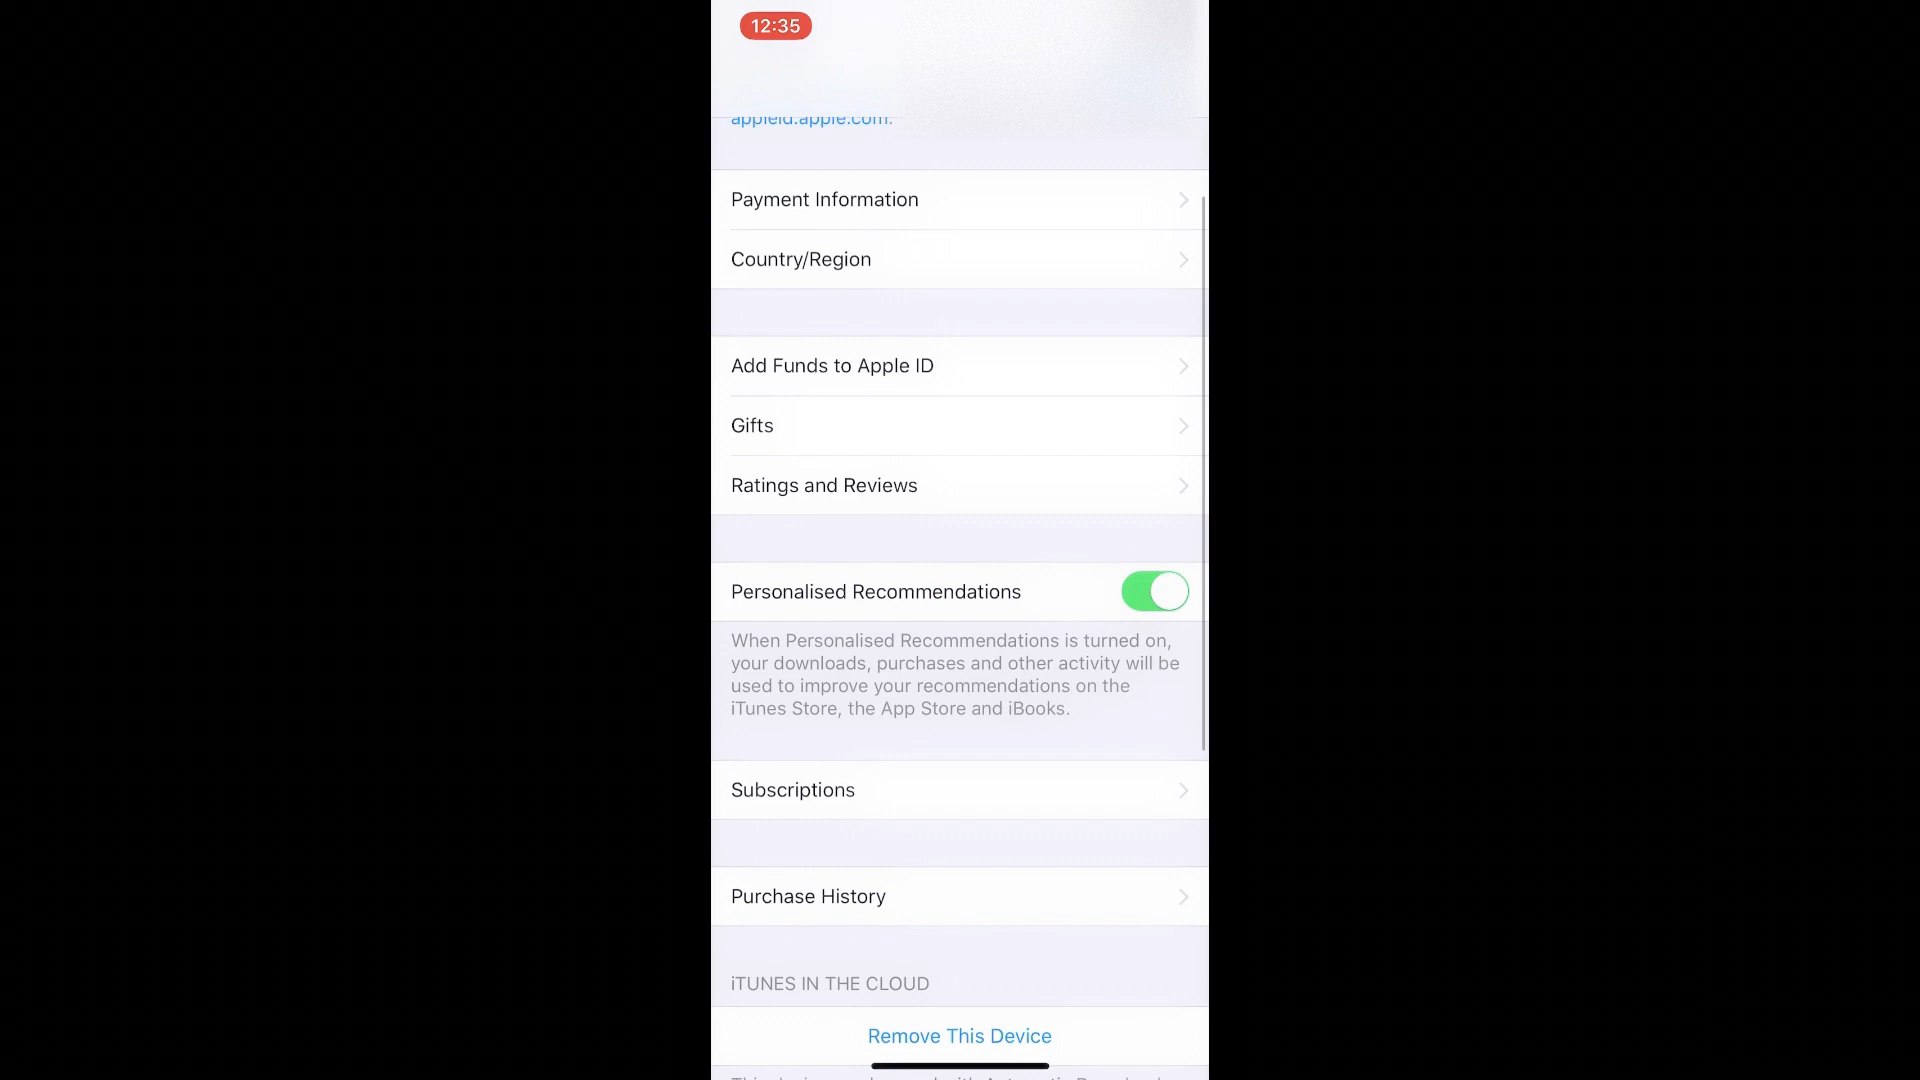 12:35
appleid.apple.com.
Payment Information
Country/Region
Add Funds to Apple ID
Gifts
Ratings and Reviews
Personalised Recommendations
When Personalised Recommendations is turned on,
your downloads, purchases and other activity will be
used to improve your recommendations on the
iTunes Store, the App Store and iBooks.
Subscriptions
Purchase History
iTUNES IN THE CLOUD
Remove This Device